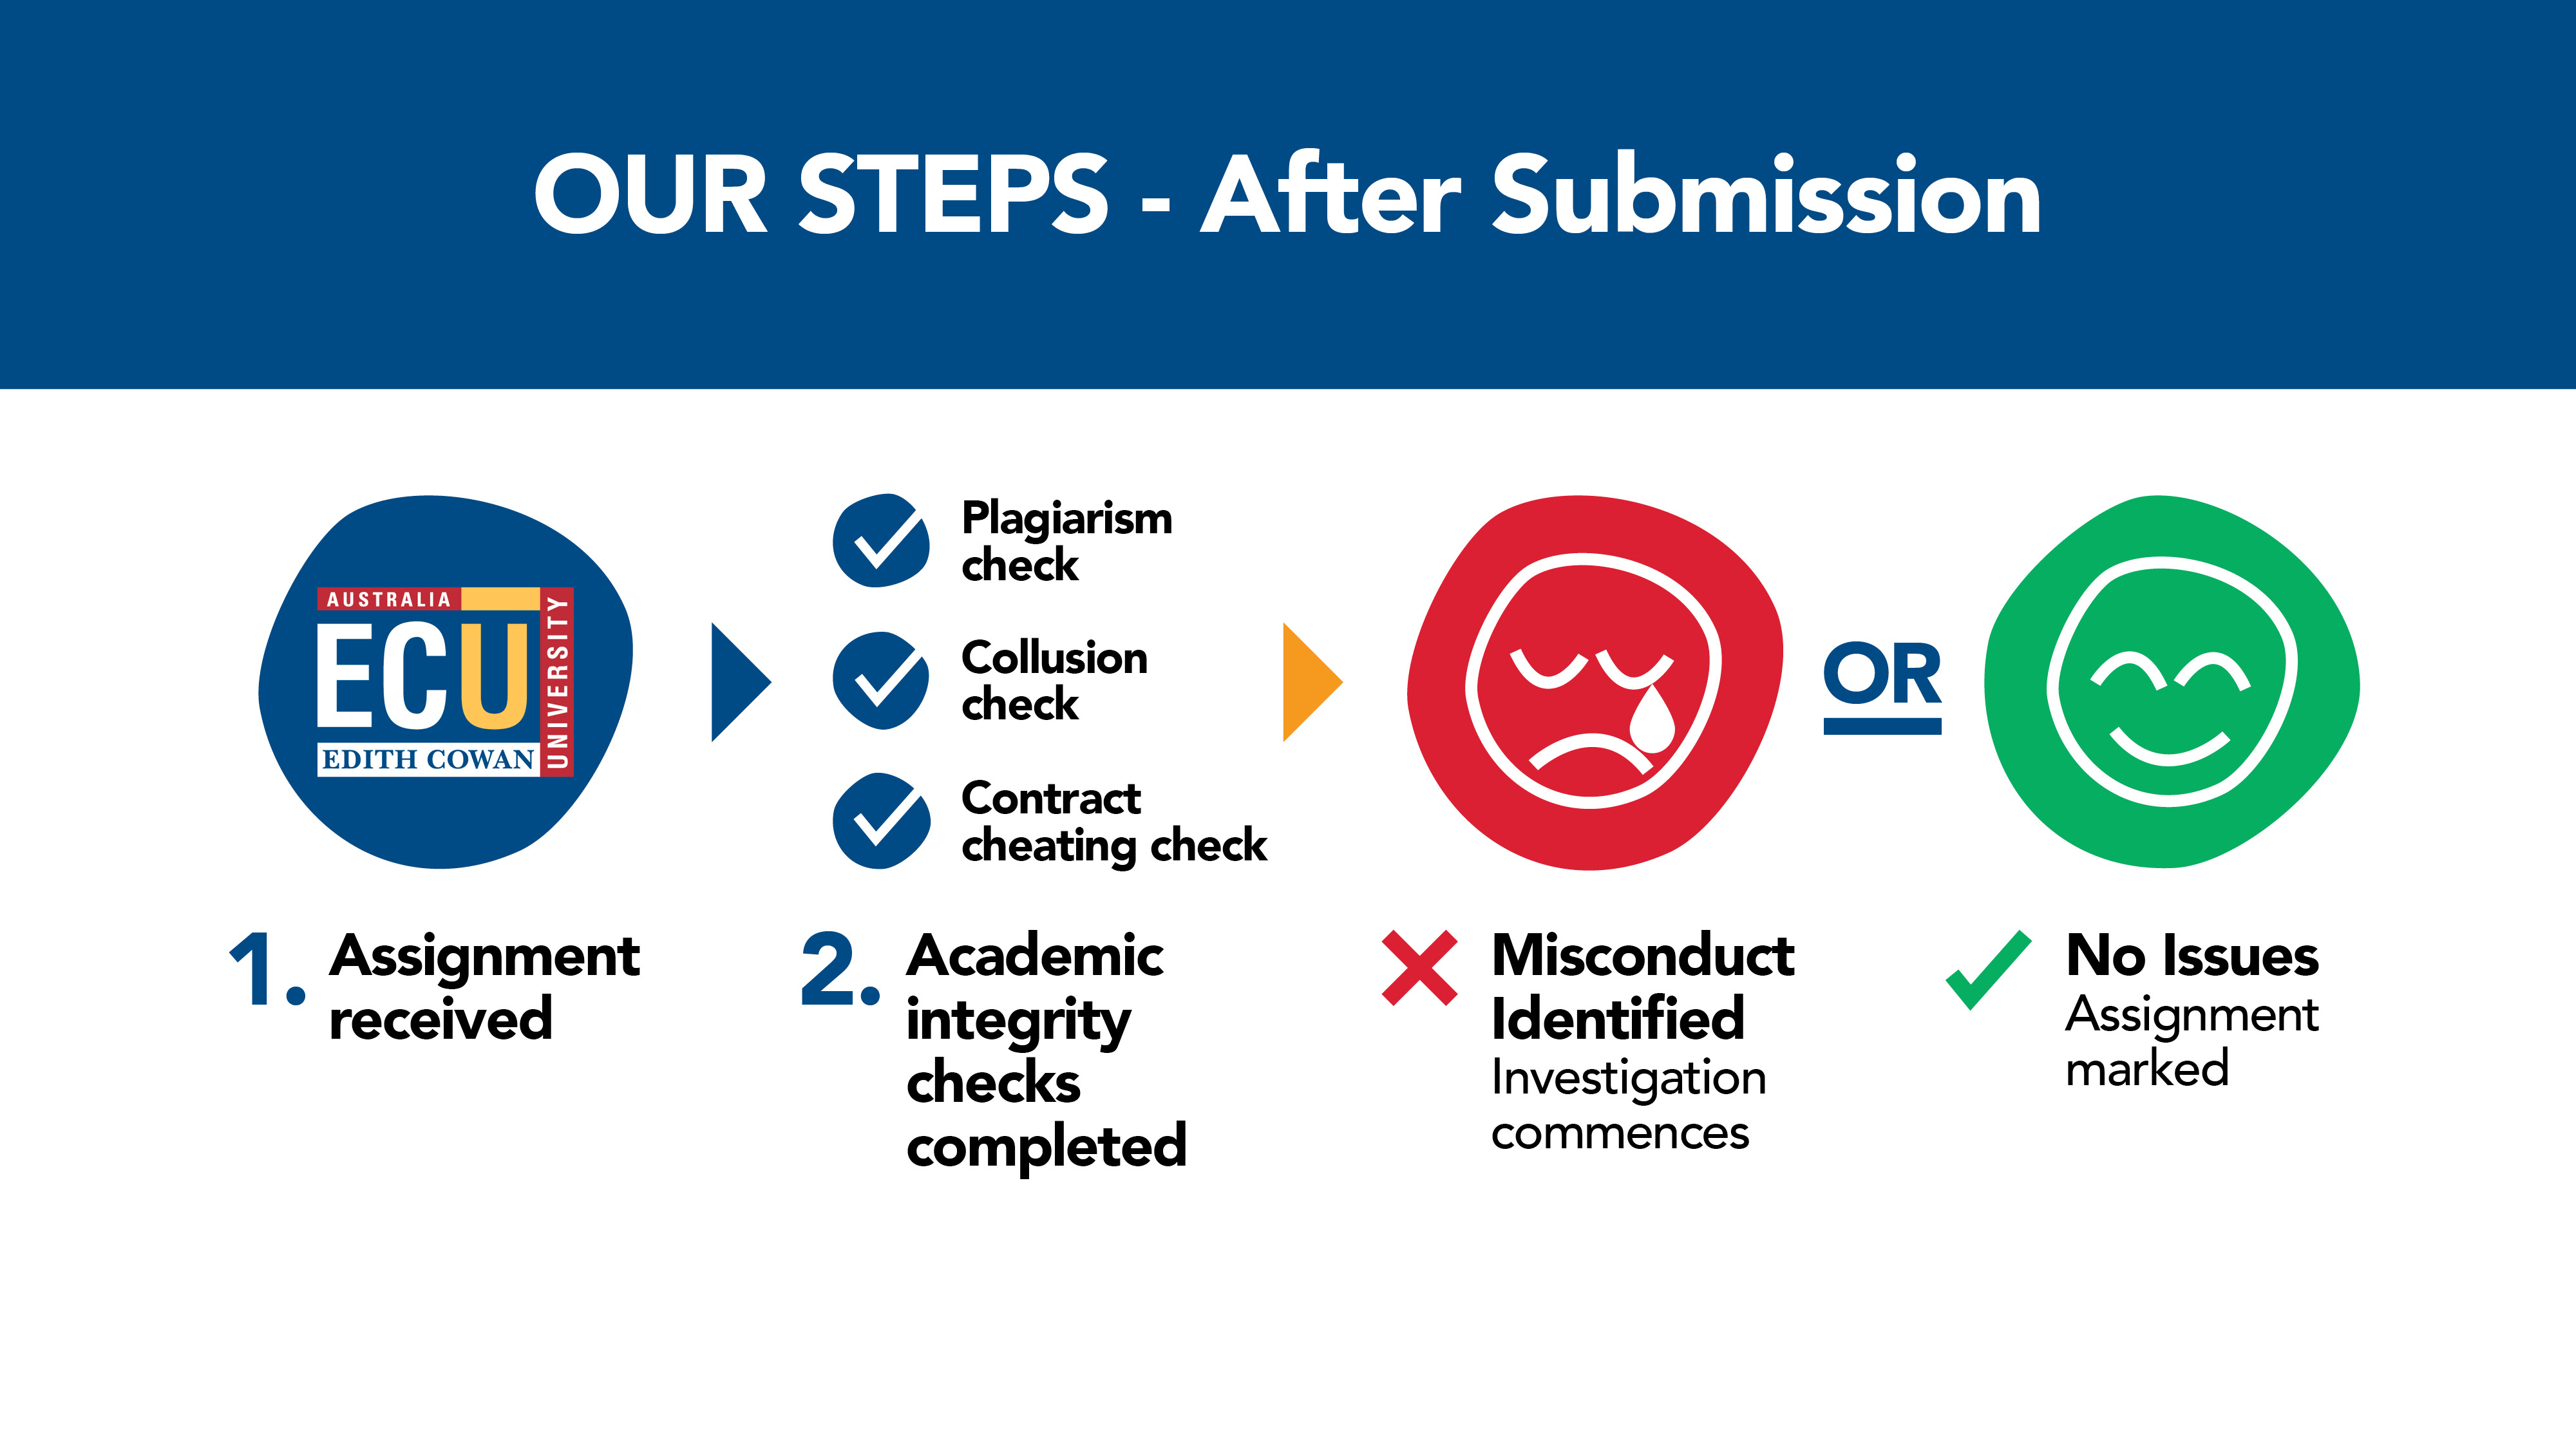 OUR STEPS - After Submission
AUSTRALIA
ECU
EDITH COWAN
UNIVERSITY
Plagiarism
check
Collusion
check
Contract
cheating check
OR
1. Assignment
received
2. Academic
integrity
checks
completed
Misconduct
Identified
Investigation
commences
No Issues
Assignment
marked